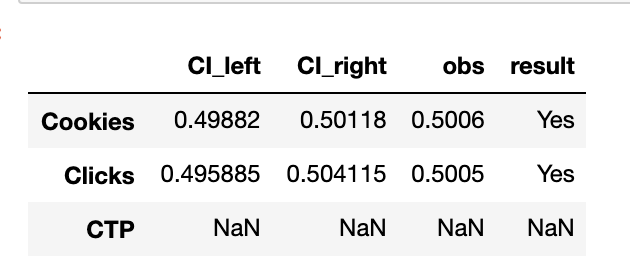 CI_left CI_right obs result
Cookies 0.49882 0.50118 0.5006 Yes
Clicks 0.495885 0.504115 0.5005 Yes
CTP NaN NaN NaN NaN